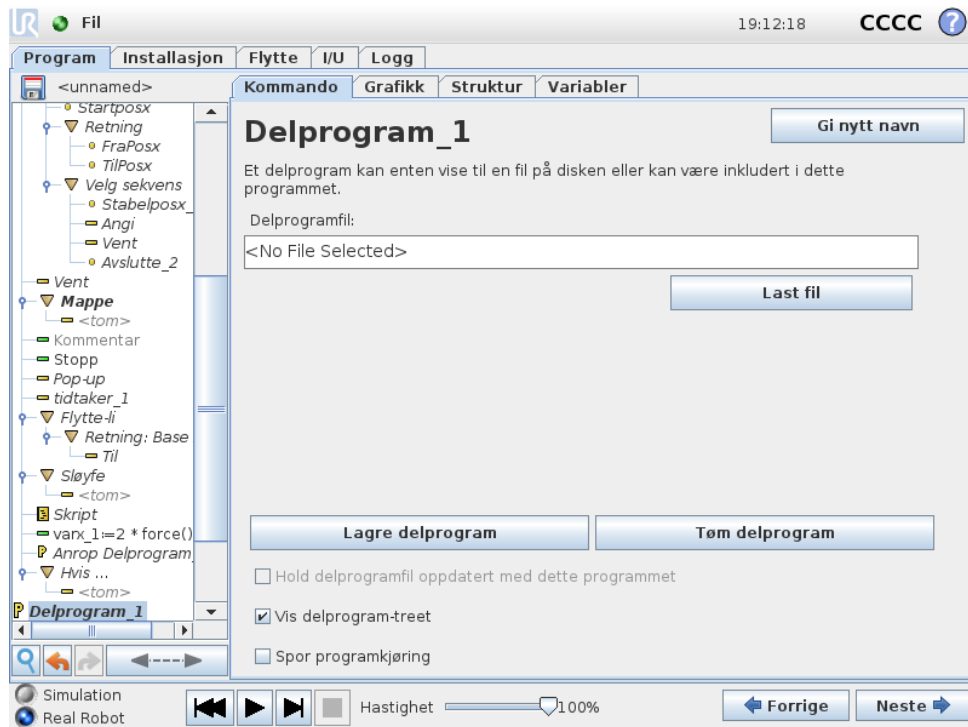 Fil
19:12:18
CCCC
?
Program
Installasjon
Flytte
I/U
Logg
<unnamed>
Startposx
Retning
FraPosx
TilPosx
Velg sekvens
Stabelposx_
Angi
Vent
Avslutte_2
Vent
Mappe
<tom>
Kommentar
Stopp
Pop-up
tidtaker_1
Flytte-li
Retning: Base
Til
Sløyfe
<tom>
Skript
varx_1:=2 * force()
Anrop Delprogram_
Hvis ...
<tom>
Delprogram_1
Kommando
Grafikk
Struktur
Variabler
Delprogram_1
Gi nytt navn
Et delprogram kan enten vise til en fil på disken eller kan være inkludert i dette
programmet.
Delprogramfil:
<No File Selected>
Last fil
Lagre delprogram
Tøm delprogram
Hold delprogramfil oppdatert med dette programmet
Vis delprogram-treet
Spor programkjøring
Simulation
Real Robot
Hastighet
100%
Forrige
Neste